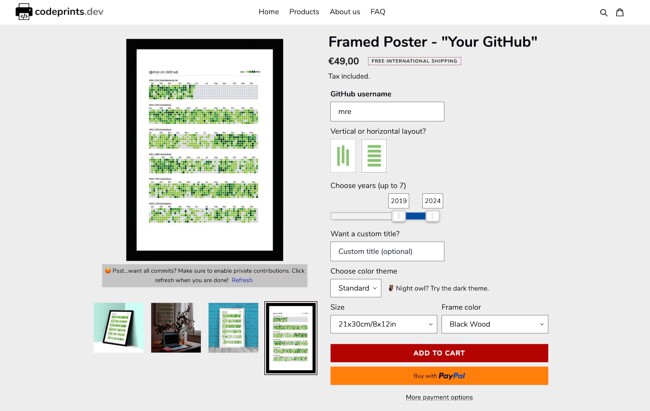 codeprints.dev
Home Products About us FAQ
Framed Poster - "Your GitHub"
€49,00 FREE INTERNATIONAL SHIPPING
Tax included.
GitHub username
mre
Vertical or horizontal layout?
Choose years (up to 7)
2019 2024
Want a custom title?
Custom title (optional)
Choose color theme
Standard Night owl? Try the dark theme.
Size Frame color
21x30cm/8x12in Black Wood
ADD TO CART
Buy with PayPal
More payment options
@mre on GitHub
Psst...want all commits? Make sure to enable private contributions. Click
refresh when you are done! Refresh